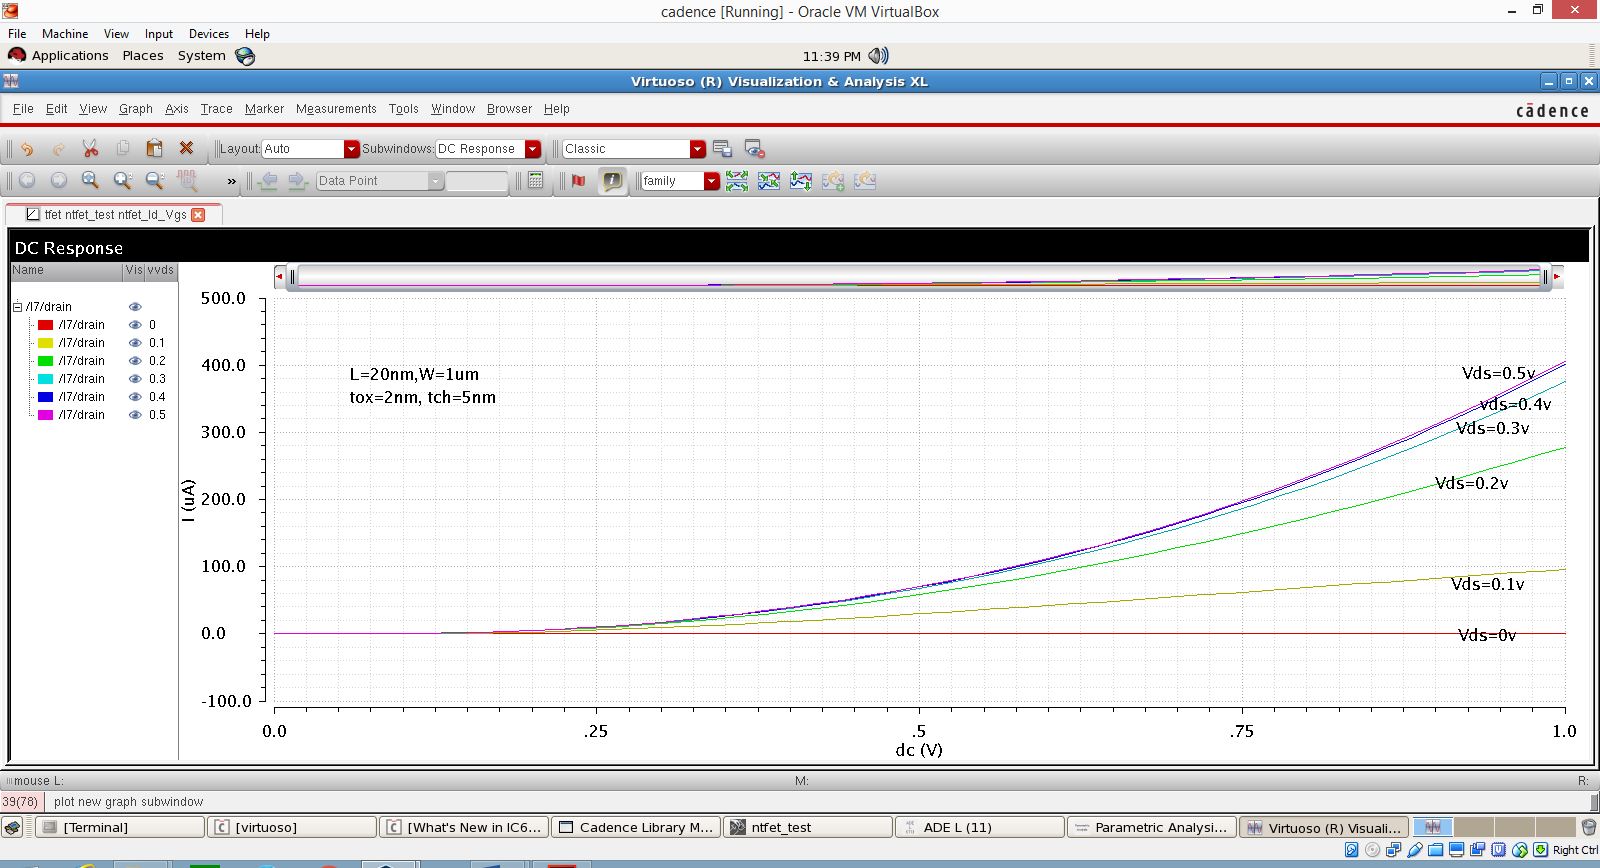 cadence [Running] - Oracle VM VirtualBox
File Machine View Input Devices Help
Applications Places System 11:39 PM
Virtuoso (R) Visualization & Analysis XL
File Edit View Graph Axis Trace Marker Measurements Tools Window Browser Help
cādence
Layout: Auto Subwindows: DC Response Classic
» Data Point family
tfet ntfet_test ntfet_Id_Vgs
DC Response
Name Vis vvds
/I7/drain
/I7/drain 0
/I7/drain 0.1
/I7/drain 0.2
/I7/drain 0.3
/I7/drain 0.4
/I7/drain 0.5
500.0
400.0
300.0
200.0
100.0
0.0
-100.0
I (uA)
L=20nm,W=1um
tox=2nm, tch=5nm
Vds=0.5v
Vds=0.4v
Vds=0.3v
Vds=0.2v
Vds=0.1v
Vds=0v
0.0 .25 .5 .75 1.0
dc (V)
mouse L: M: R:
39(78) plot new graph subwindow
[Terminal] [virtuoso] [What's New in IC6... Cadence Library M... ntfet_test ADE L (11) Parametric Analysi... Virtuoso (R) Visuali...
Right Ctrl